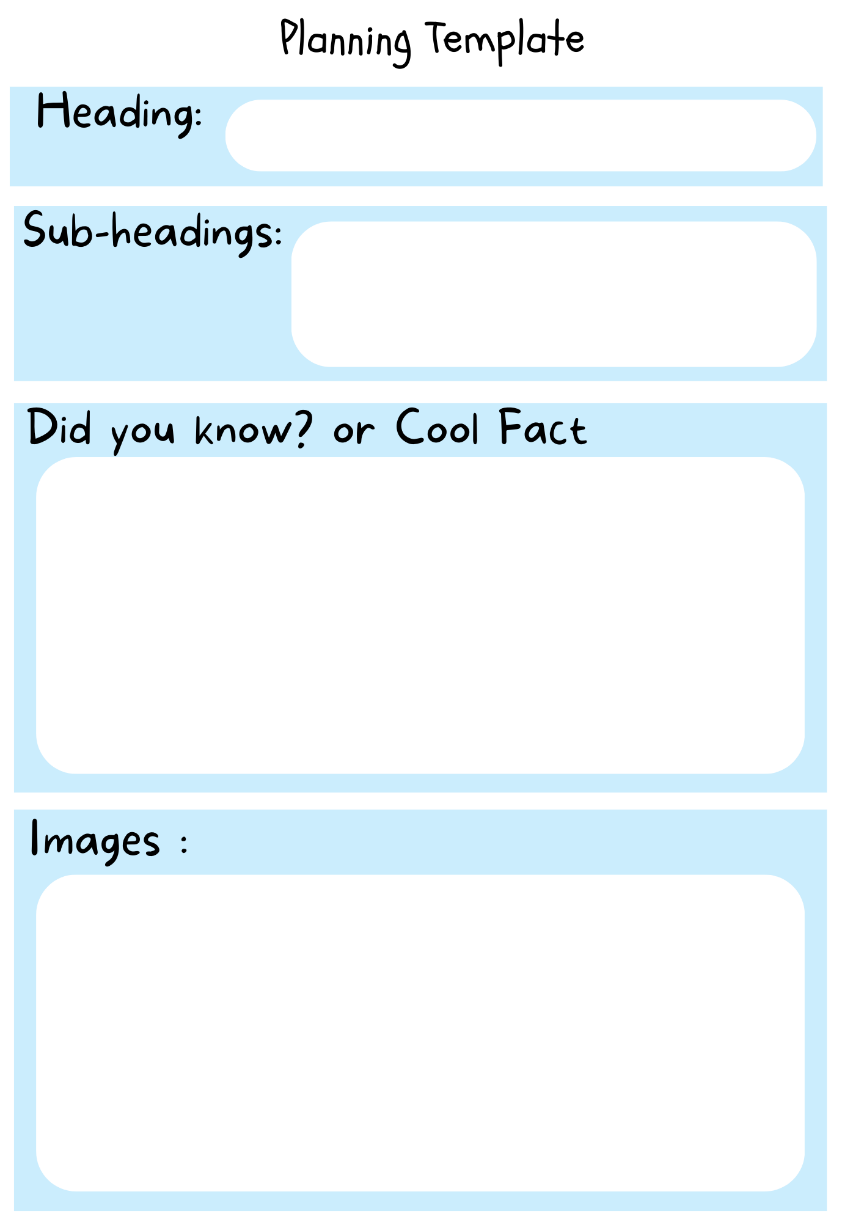 Planning Template
Heading:
Sub-headings:
Did you know? or Cool Fact
Images :